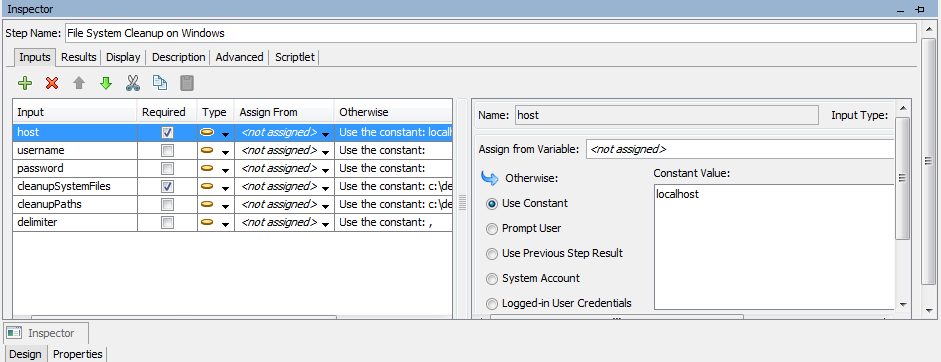 Inspector
Step Name: File System Cleanup on Windows
Inputs Results Display Description Advanced Scriptlet
Input Required Type Assign From Otherwise
host <not assigned> Use the constant: localh
username <not assigned> Use the constant:
password <not assigned> Use the constant:
cleanupSystemFiles <not assigned> Use the constant: c:\de
cleanupPaths <not assigned> Use the constant: c:\de
delimiter <not assigned> Use the constant: ,
Name: host Input Type:
Assign from Variable: <not assigned>
Otherwise: Constant Value:
Use Constant localhost
Prompt User
Use Previous Step Result
System Account
Logged-in User Credentials
Inspector
Design Properties